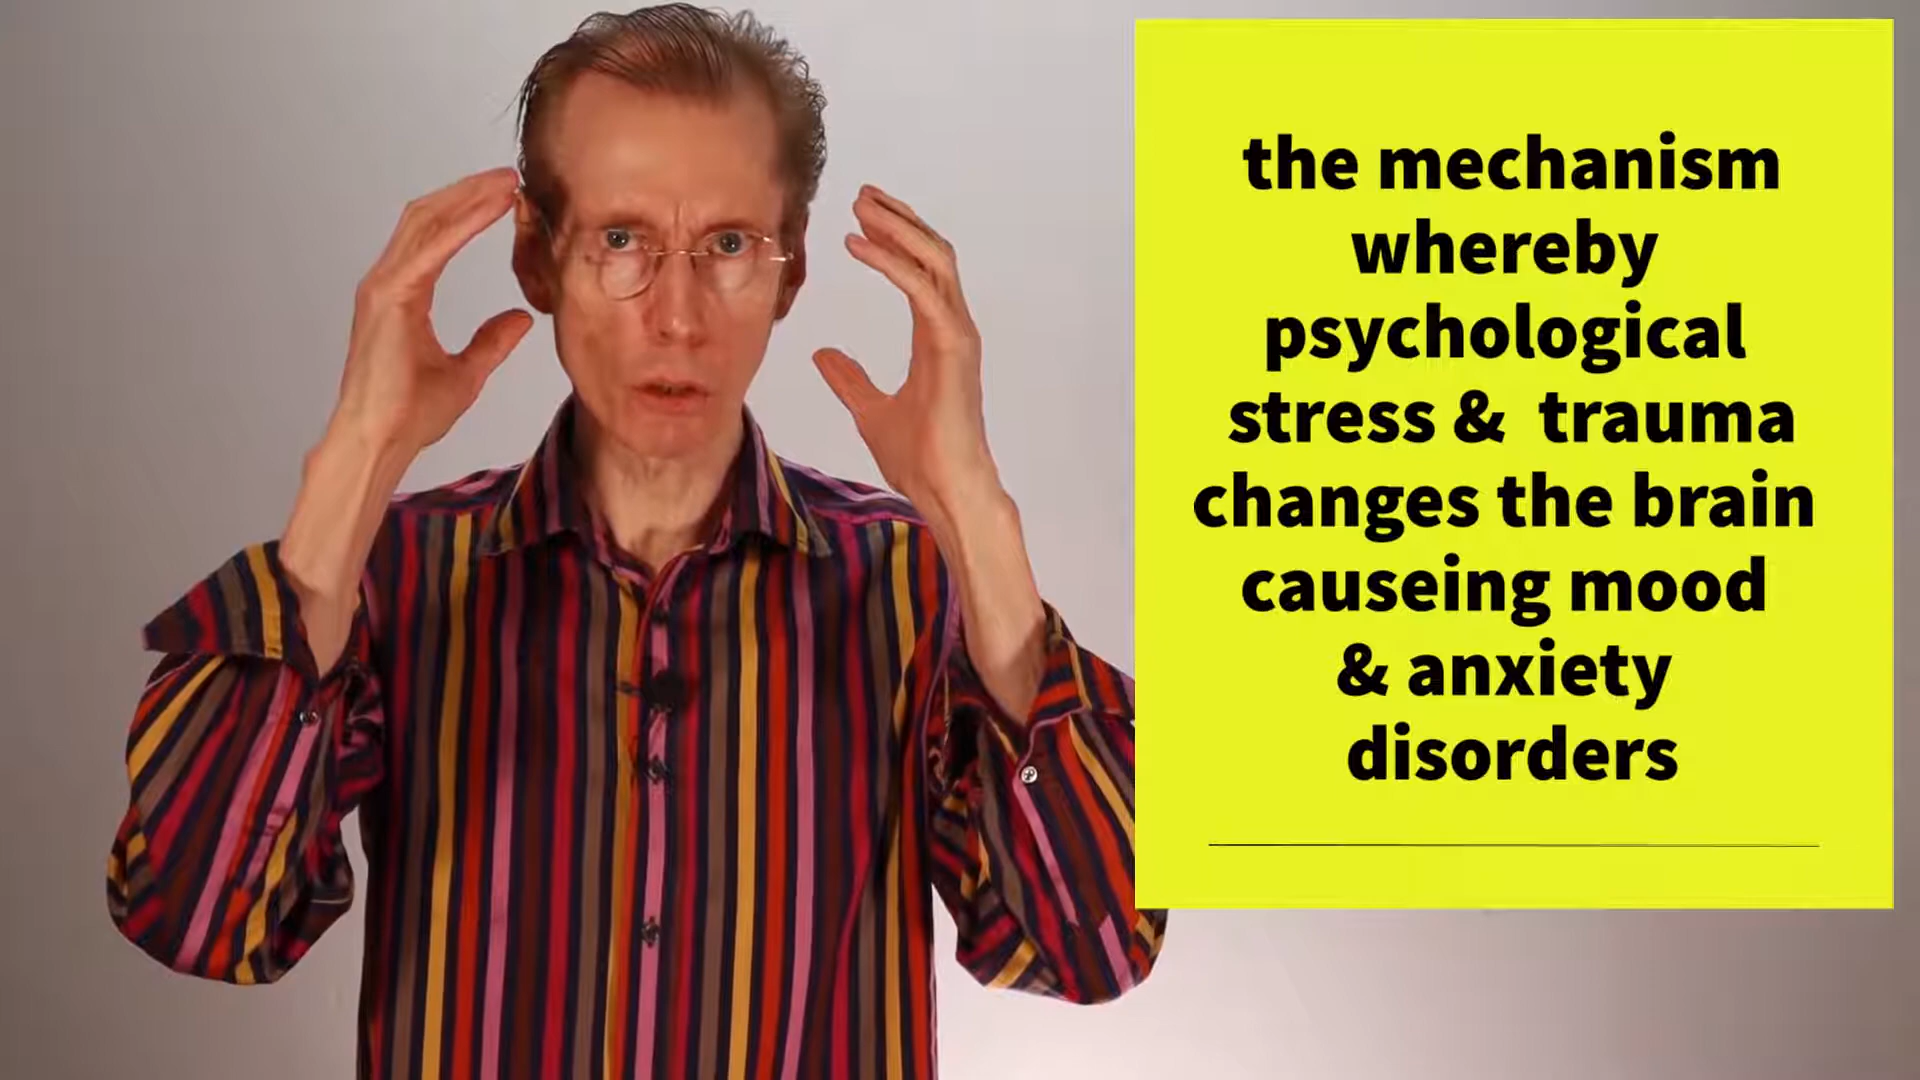 the mechanism
whereby
psychological
stress & trauma
changes the brain
causeing mood
& anxiety
disorders